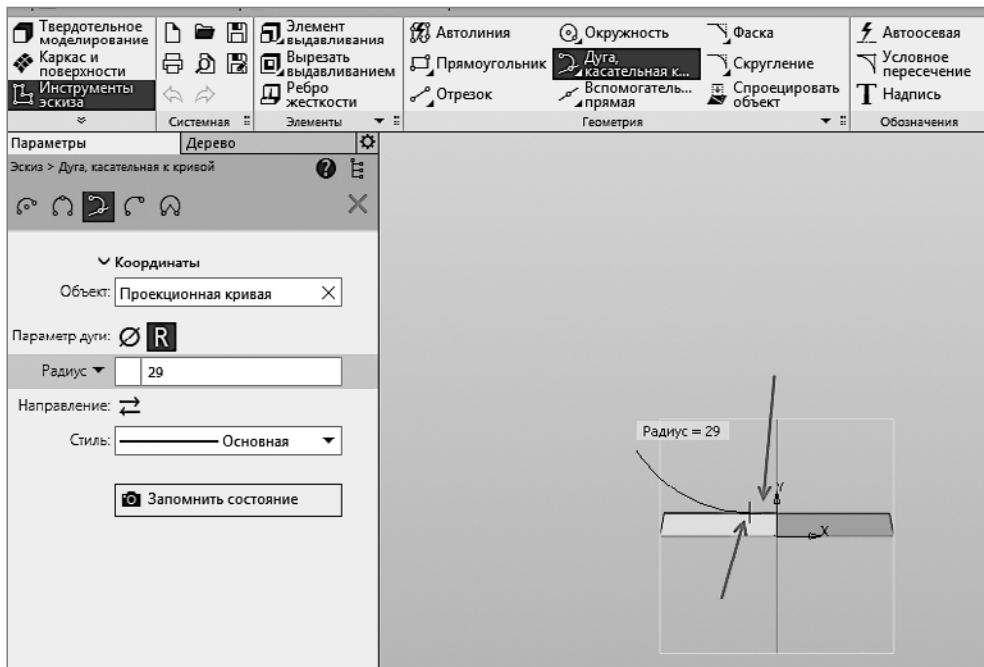 Твердотельное
моделирование
Каркас и
поверхности
Инструменты
эскиза
Системная
Элемент
выдавливания
Вырезать
выдавливанием
Ребро
жесткости
Элементы
Автолиния
Прямоугольник
Отрезок
Окружность
Дуга,
касательная к...
Вспомогатель...
прямая
Фаска
Скругление
Спроецировать
объект
Геометрия
Автоосевая
Условное
пересечение
Надпись
Обозначения
Параметры
Дерево
Эскиз > Дуга, касательная к кривой
Координаты
Объект: Проекционная кривая
Параметр дуги: R
Радиус 29
Направление:
Стиль: Основная
Запомнить состояние
Радиус = 29
Y
X